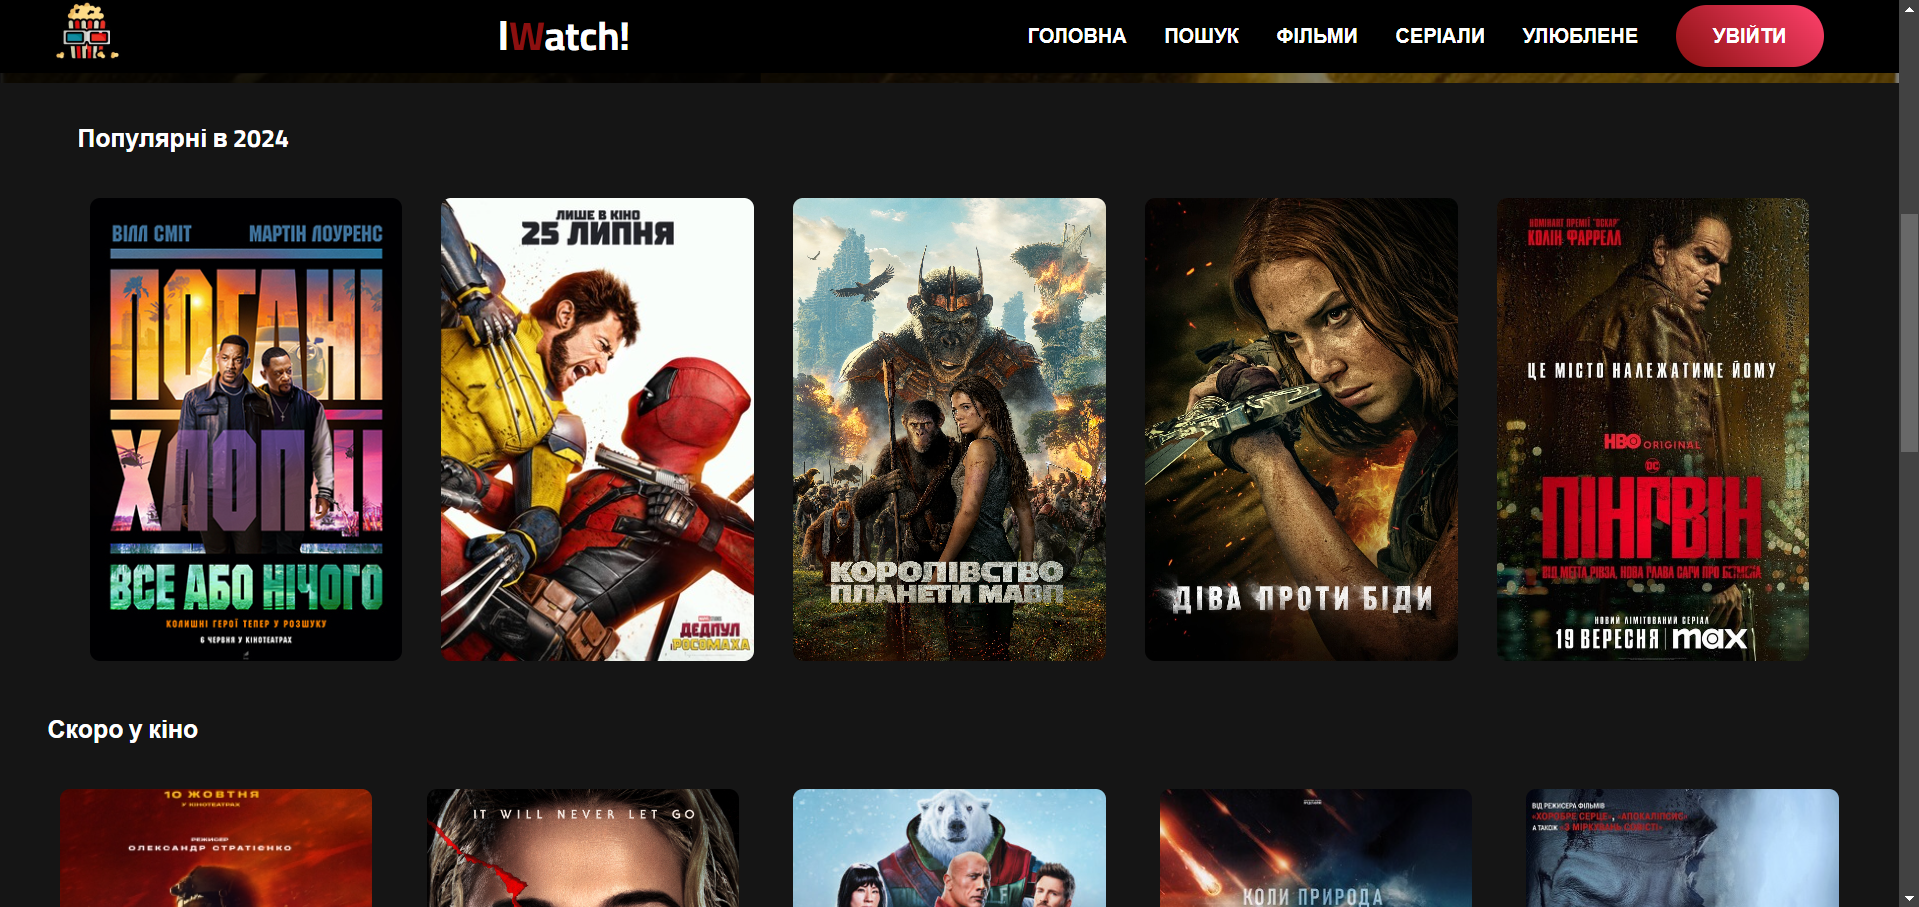 IWatch!
ГОЛОВНА
ПОШУК
ФІЛЬМИ
СЕРІАЛИ
УЛЮБЛЕНЕ
УВІЙТИ
Популярні в 2024
ВІЛЛ СМІТ
МАРТІН ЛОУРЕНС
ПОГАНІ
ХЛОПЦІ
ВСЕ АБО НІЧОГО
КОЛИШНІ ГЕРОЇ ТЕПЕР У РОЗШУКУ
6 ЧЕРВНЯ У КІНОТЕАТРАХ
ЛИШЕ В КІНО
25 ЛИПНЯ
ДЕДПУЛ
РОСОМАХА
КОРОЛІВСТВО
ПЛАНЕТИ МАВП
ДІВА ПРОТИ БІДИ
НОМІНАНТ ПРЕМІЇ "ОСКАР"
КОЛІН ФАРРЕЛЛ
ЦЕ МІСТО НАЛЕЖАТИМЕ ЙОМУ
HBO ORIGINAL
DC
ПІНГВІН
ВІД МЕТТА РІВЗА, НОВА ГЛАВА САГИ ПРО БЕТМЕНА
НОВИЙ ЛІМІТОВАНИЙ СЕРІАЛ
19 ВЕРЕСНЯ | max
Скоро у кіно
10 ЖОВТНЯ
У КІНОТЕАТРАХ
РЕЖИСЕР
ОЛЕКСАНДР СТРАТІЄНКО
IT WILL NEVER LET GO
КОЛИ ПРИРОДА
ВІД РЕЖИСЕРА ФІЛЬМІВ
«ХОРОБРЕ СЕРЦЕ», «АПОКАЛІПСИС»
А ТАКОЖ «З МІРКУВАНЬ СОВІСТІ»